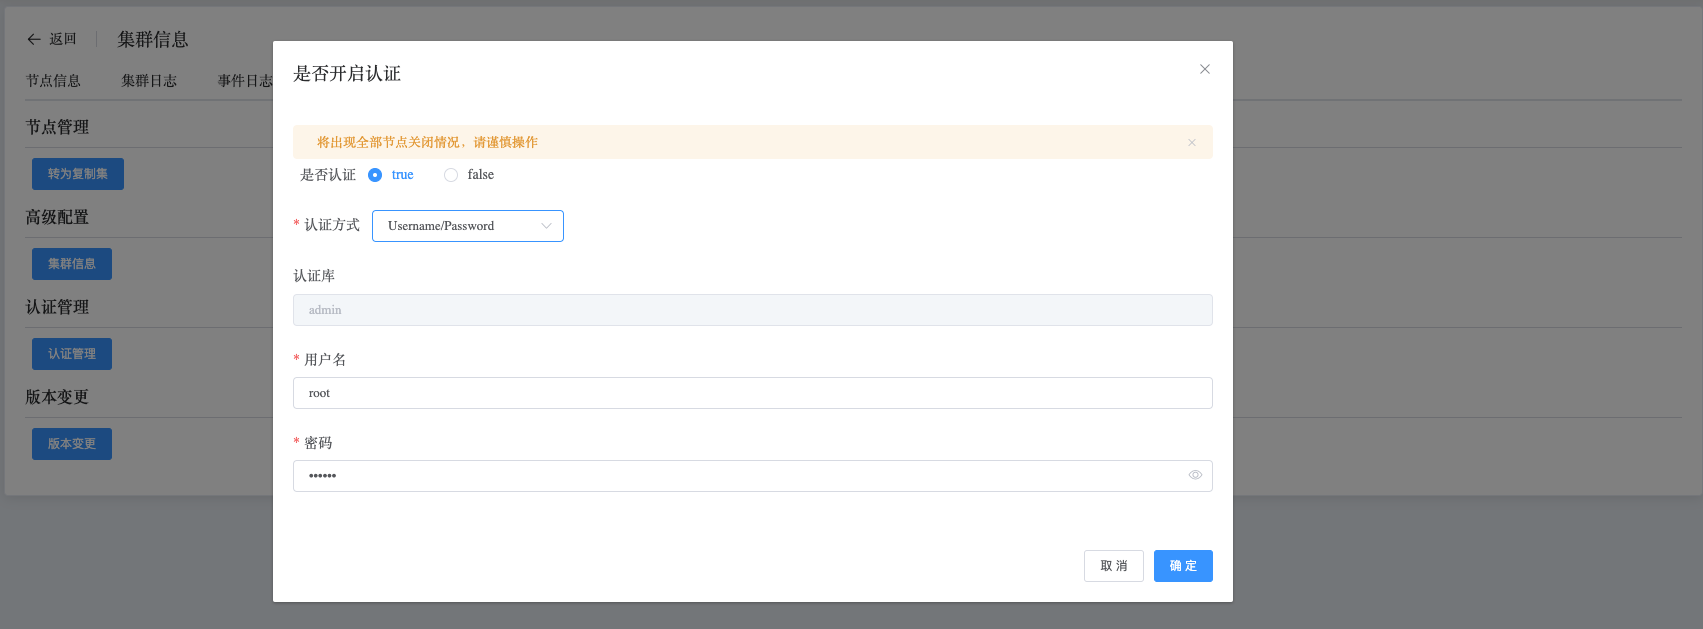 返回
集群信息
节点信息 集群日志 事件日志
节点管理
转为复制集
高级配置
集群信息
认证管理
认证管理
版本变更
版本变更
是否开启认证
将出现全部节点关闭情况，请谨慎操作
是否认证 true false
* 认证方式 Username/Password
认证库
admin
* 用户名
root
* 密码
••••••
取 消 确 定